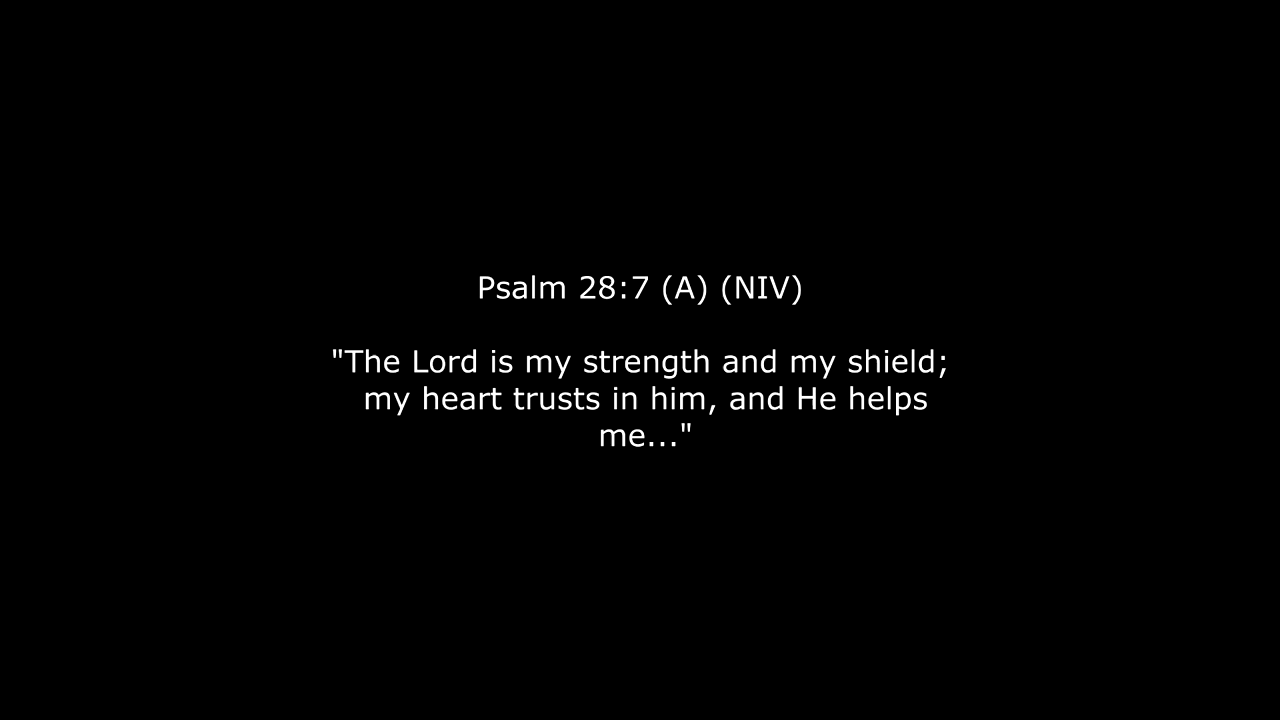 Psalm 28:7 (A) (NIV)
"The Lord is my strength and my shield;
my heart trusts in him, and He helps
me..."